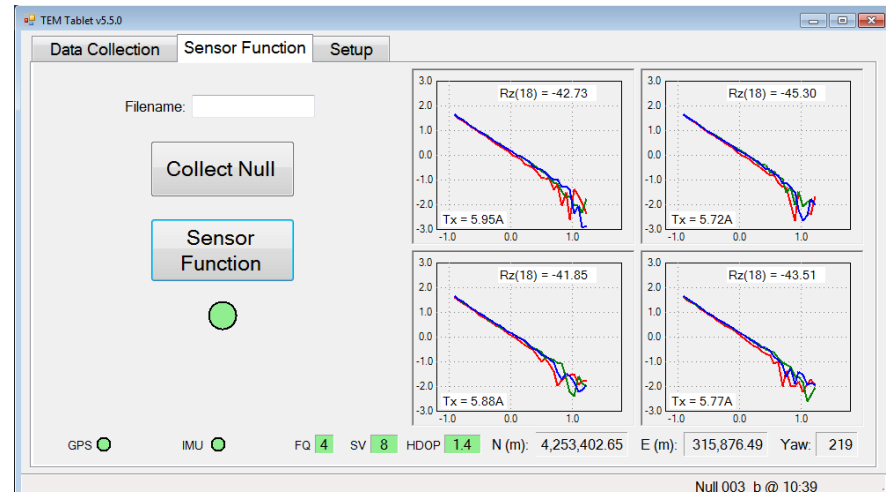 TEM Tablet v5.5.0
Data Collection Sensor Function Setup
Filename:
Collect Null
Sensor
Function
3.0
2.0
1.0
0.0
-1.0
-2.0
-3.0
Rz(18) = -42.73
Tx = 5.95A
-1.0 0.0 1.0
3.0
2.0
1.0
0.0
-1.0
-2.0
-3.0
Rz(18) = -45.30
Tx = 5.72A
-1.0 0.0 1.0
3.0
2.0
1.0
0.0
-1.0
-2.0
-3.0
Rz(18) = -41.85
Tx = 5.88A
-1.0 0.0 1.0
3.0
2.0
1.0
0.0
-1.0
-2.0
-3.0
Rz(18) = -43.51
Tx = 5.77A
-1.0 0.0 1.0
GPS IMU FQ 4 SV 8 HDOP 1.4 N (m): 4,253,402.65 E (m): 315,876.49 Yaw: 219
Null 003_b @ 10:39